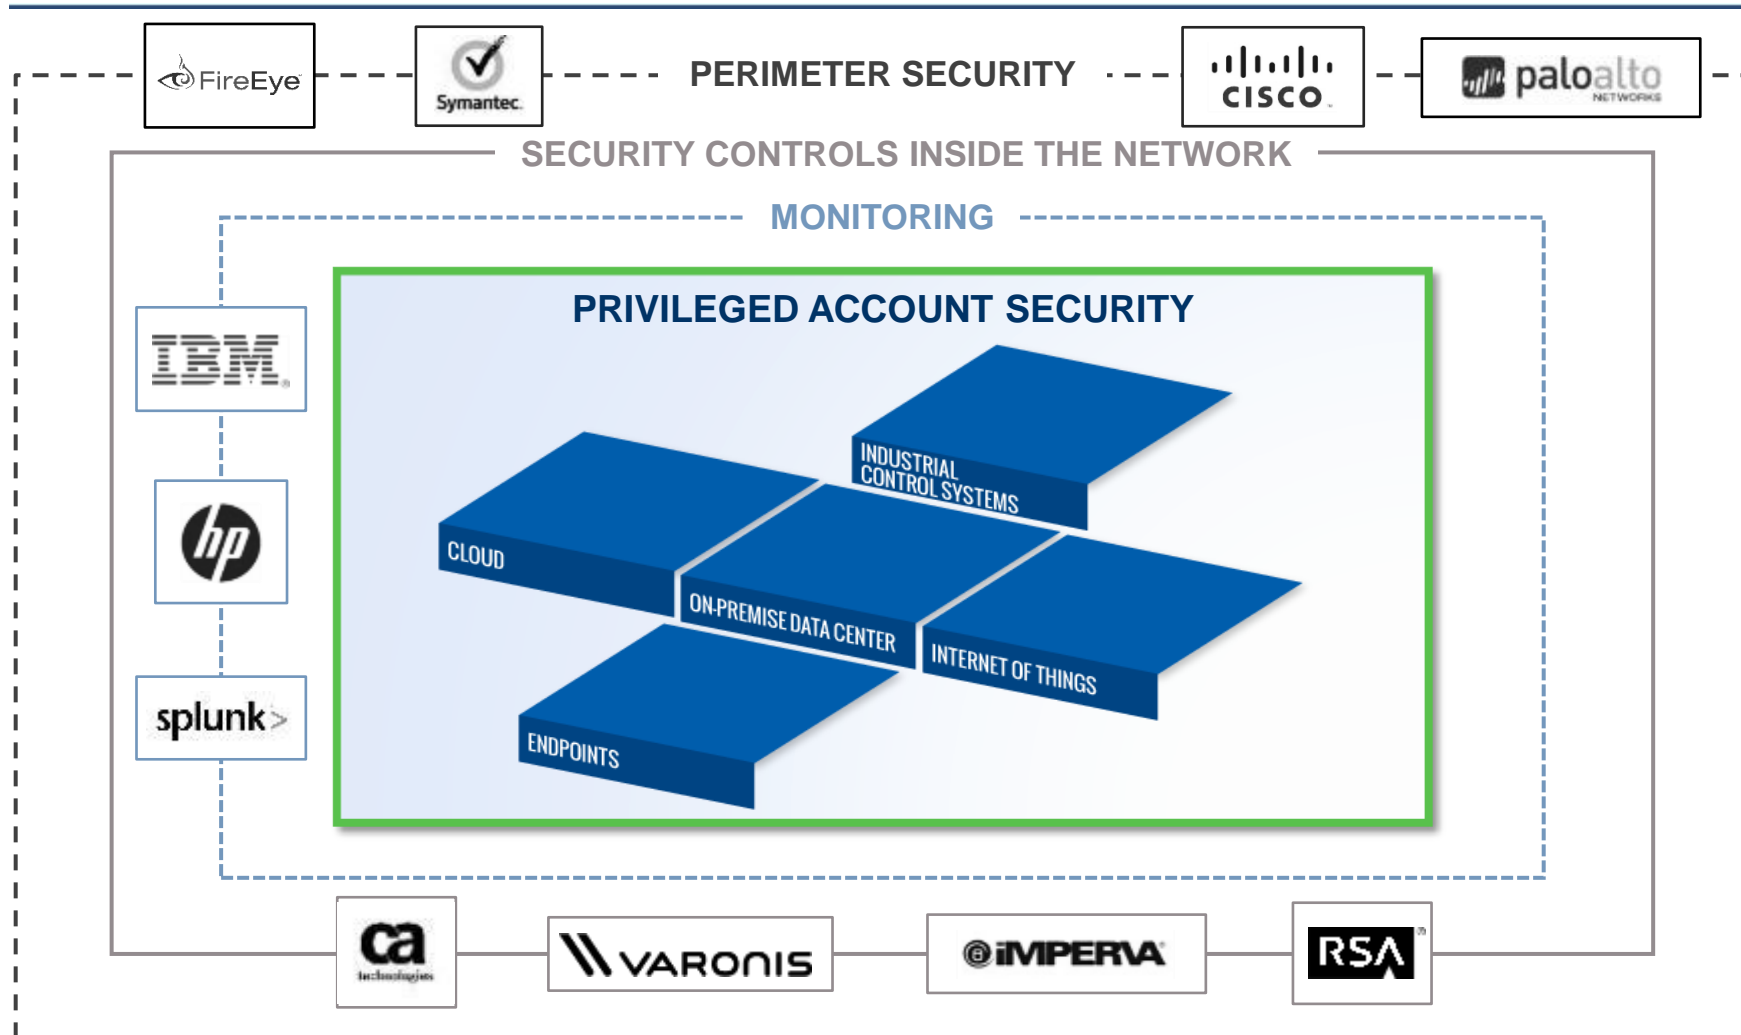 FireEye
Symantec.
PERIMETER SECURITY
CISCO
paloalto
NETWORKS
SECURITY CONTROLS INSIDE THE NETWORK
MONITORING
PRIVILEGED ACCOUNT SECURITY
IBM®
hp
splunk>
INDUSTRIAL
CONTROL SYSTEMS
CLOUD
ON-PREMISE DATA CENTER
INTERNET OF THINGS
ENDPOINTS
ca
technologies
VARONIS
iMPERVA
RSA®